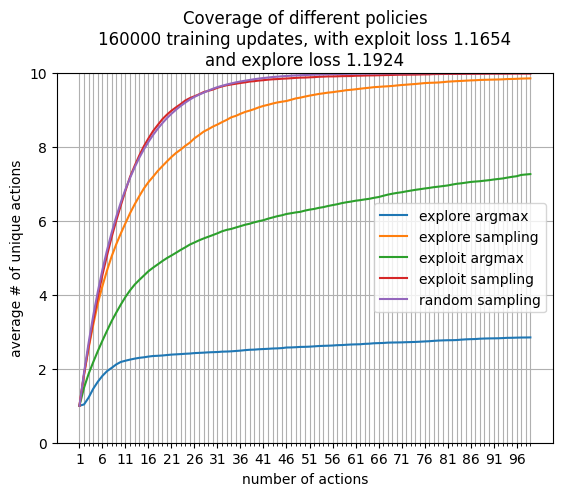 Coverage of different policies
160000 training updates, with exploit loss 1.1654
and explore loss 1.1924
average # of unique actions
10
8
6
4
2
0
explore argmax
explore sampling
exploit argmax
exploit sampling
random sampling
1 6 11 16 21 26 31 36 41 46 51 56 61 66 71 76 81 86 91 96
number of actions